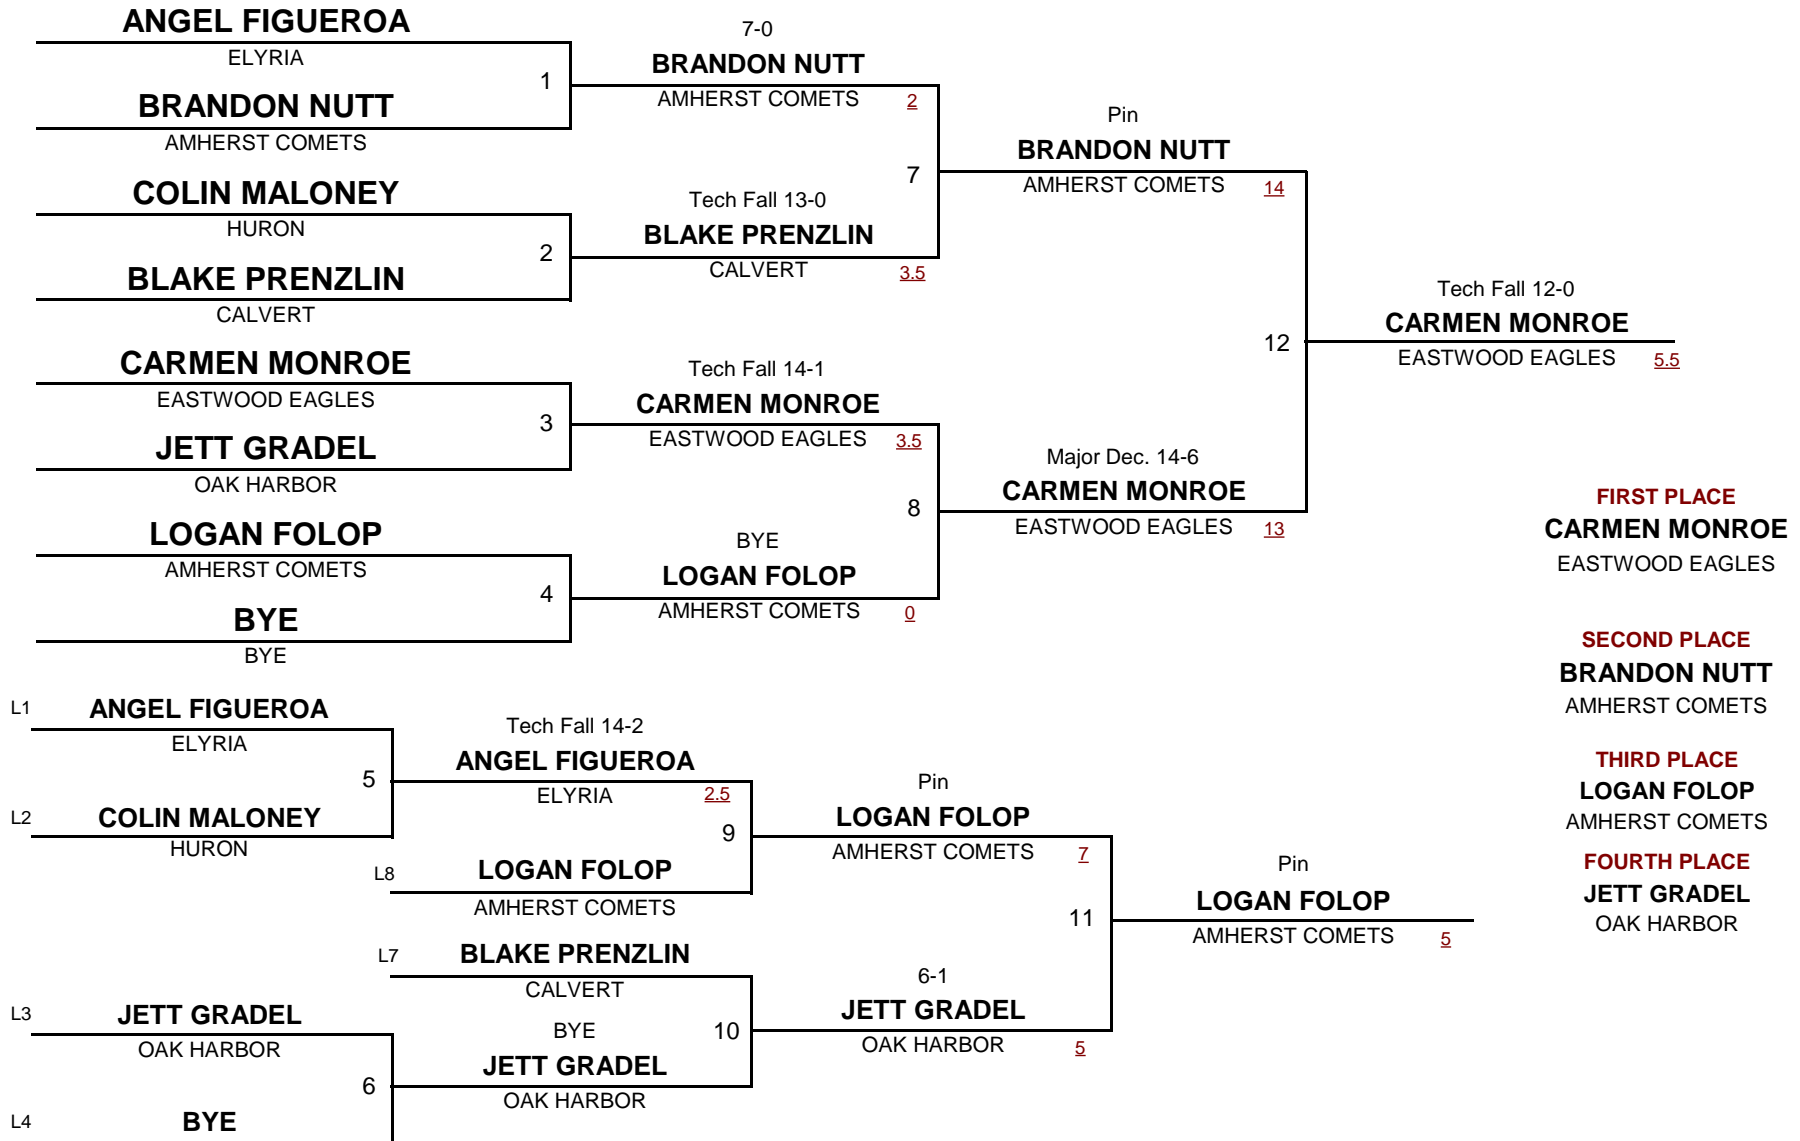 ANGEL FIGUEROA
ELYRIA
1
BRANDON NUTT
AMHERST COMETS
COLIN MALONEY
HURON
2
BLAKE PRENZLIN
CALVERT
CARMEN MONROE
EASTWOOD EAGLES
3
JETT GRADEL
OAK HARBOR
LOGAN FOLOP
AMHERST COMETS
4
BYE
BYE
7-0
BRANDON NUTT
AMHERST COMETS 2
7
Tech Fall 13-0
BLAKE PRENZLIN
CALVERT 3.5
Tech Fall 14-1
CARMEN MONROE
EASTWOOD EAGLES 3.5
8
BYE
LOGAN FOLOP
AMHERST COMETS 0
Pin
BRANDON NUTT
AMHERST COMETS 14
12
Major Dec. 14-6
CARMEN MONROE
EASTWOOD EAGLES 13
Tech Fall 12-0
CARMEN MONROE
EASTWOOD EAGLES 5.5
FIRST PLACE
CARMEN MONROE
EASTWOOD EAGLES
SECOND PLACE
BRANDON NUTT
AMHERST COMETS
THIRD PLACE
LOGAN FOLOP
AMHERST COMETS
FOURTH PLACE
JETT GRADEL
OAK HARBOR
L1 ANGEL FIGUEROA
ELYRIA
5
L2 COLIN MALONEY
HURON
L3 JETT GRADEL
OAK HARBOR
6
L4 BYE
Tech Fall 14-2
ANGEL FIGUEROA
ELYRIA 2.5
9
L8 LOGAN FOLOP
AMHERST COMETS
L7 BLAKE PRENZLIN
CALVERT
BYE 10
JETT GRADEL
OAK HARBOR
Pin
LOGAN FOLOP
AMHERST COMETS 7
11
6-1
JETT GRADEL
OAK HARBOR 5
Pin
LOGAN FOLOP
AMHERST COMETS 5